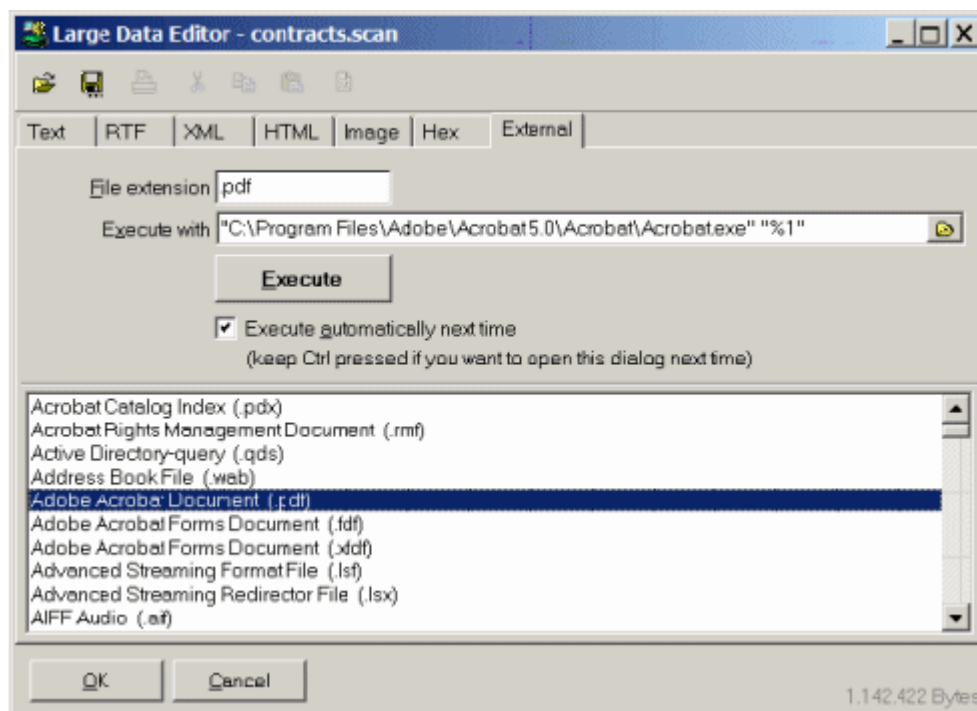 Large Data Editor - contracts.scan
Text RTF XML HTML Image Hex External
File extension .pdf
Execute with "C:\Program Files\Adobe\Acrobat 5.0\Acrobat\Acrobat.exe" "%1"
Execute
Execute automatically next time
(keep Ctrl pressed if you want to open this dialog next time)
Acrobat Catalog Index (.pdx)
Acrobat Rights Management Document (.rmf)
Active Directory-query (.qds)
Address Book File (.wab)
Adobe Acrobat Document (.pdf)
Adobe Acrobat Forms Document (.fdf)
Adobe Acrobat Forms Document (.xfdf)
Advanced Streaming Format File (.lsf)
Advanced Streaming Redirector File (.lsx)
AIFF Audio (.aif)
OK Cancel
1.142.422 Bytes